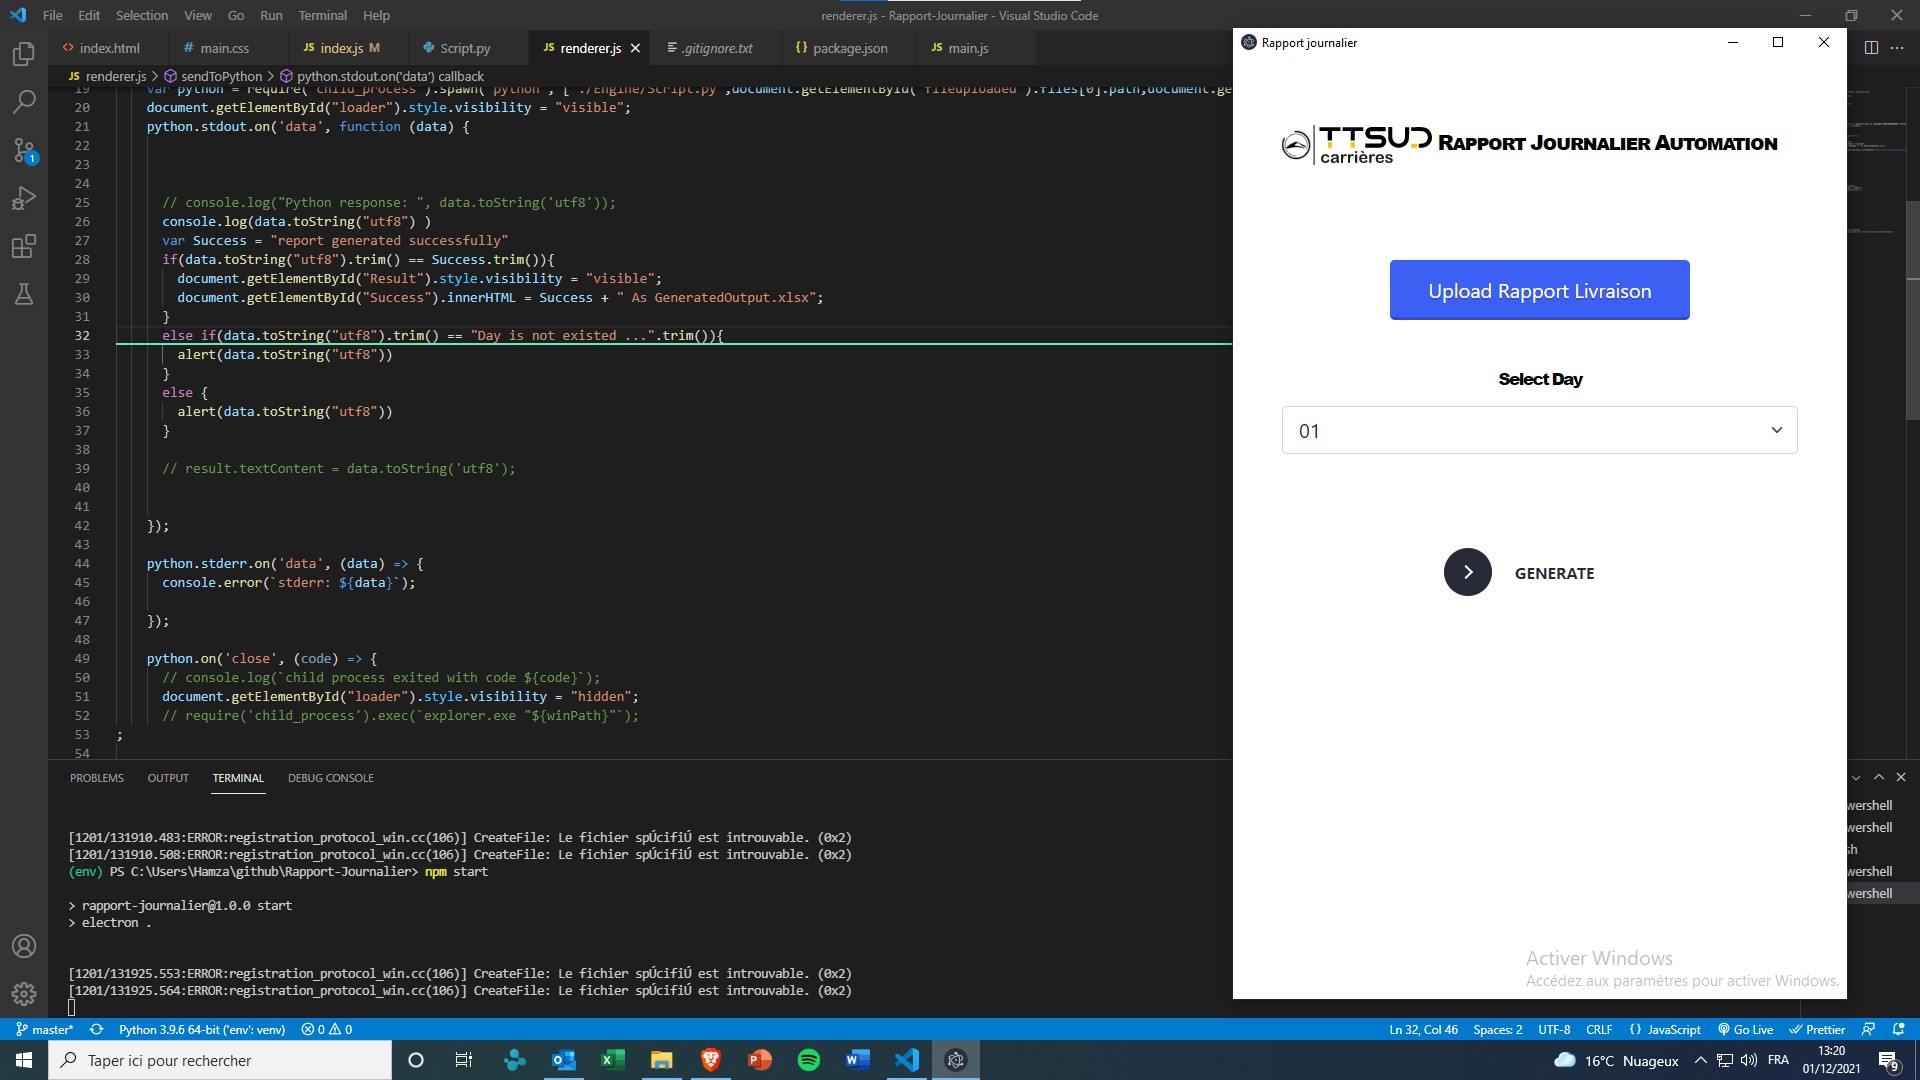 File Edit Selection View Go Run Terminal Help
renderer.js - Rapport-Journalier - Visual Studio Code
<> index.html
# main.css
JS index.js M
Script.py
JS renderer.js
.gitignore.txt
{} package.json
JS main.js
JS renderer.js > sendToPython > python.stdout.on('data') callback
19 var python = require('child_process').spawn('python', ['./Engine/Script.py',document.getElementById('fileuploaded').files[0].path,document.ge
20 document.getElementById("loader").style.visibility = "visible";
21 python.stdout.on('data', function (data) {
22
23
24
25 // console.log("Python response: ", data.toString('utf8'));
26 console.log(data.toString("utf8") )
27 var Success = "report generated successfully"
28 if(data.toString("utf8").trim() == Success.trim()){
29 document.getElementById("Result").style.visibility = "visible";
30 document.getElementById("Success").innerHTML = Success + " As GeneratedOutput.xlsx";
31 }
32 else if(data.toString("utf8").trim() == "Day is not existed ...".trim()){
33 alert(data.toString("utf8"))
34 }
35 else {
36 alert(data.toString("utf8"))
37 }
38
39 // result.textContent = data.toString('utf8');
40
41
42 });
43
44 python.stderr.on('data', (data) => {
45 console.error(`stderr: ${data}`);
46
47 });
48
49 python.on('close', (code) => {
50 // console.log(`child process exited with code ${code}`);
51 document.getElementById("loader").style.visibility = "hidden";
52 // require('child_process').exec(`explorer.exe "${winPath}"`);
53 ;
54
PROBLEMS OUTPUT TERMINAL DEBUG CONSOLE
[1201/131910.483:ERROR:registration_protocol_win.cc(106)] CreateFile: Le fichier spÚcifiÚ est introuvable. (0x2)
[1201/131910.508:ERROR:registration_protocol_win.cc(106)] CreateFile: Le fichier spÚcifiÚ est introuvable. (0x2)
(env) PS C:\Users\Hamza\github\Rapport-Journalier> npm start
> rapport-journalier@1.0.0 start
> electron .
[1201/131925.553:ERROR:registration_protocol_win.cc(106)] CreateFile: Le fichier spÚcifiÚ est introuvable. (0x2)
[1201/131925.564:ERROR:registration_protocol_win.cc(106)] CreateFile: Le fichier spÚcifiÚ est introuvable. (0x2)
wershell
wershell
sh
wershell
wershell
Rapport journalier
TTSUD
carrières
RAPPORT JOURNALIER AUTOMATION
Upload Rapport Livraison
Select Day
01
GENERATE
Activer Windows
Accédez aux paramètres pour activer Windows.
1
master* Python 3.9.6 64-bit ('env': venv) 0 0
Ln 32, Col 46 Spaces: 2 UTF-8 CRLF {} JavaScript Go Live Prettier
Taper ici pour rechercher
16°C Nuageux
FRA
13:20
01/12/2021
9